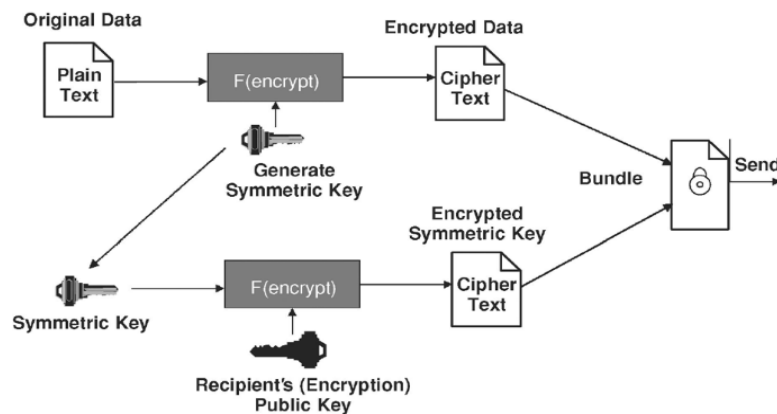 Original Data
Plain
Text
F(encrypt)
Encrypted Data
Cipher
Text
Generate
Symmetric Key
Bundle
Send
Encrypted
Symmetric Key
Symmetric Key
F(encrypt)
Cipher
Text
Recipient's (Encryption)
Public Key